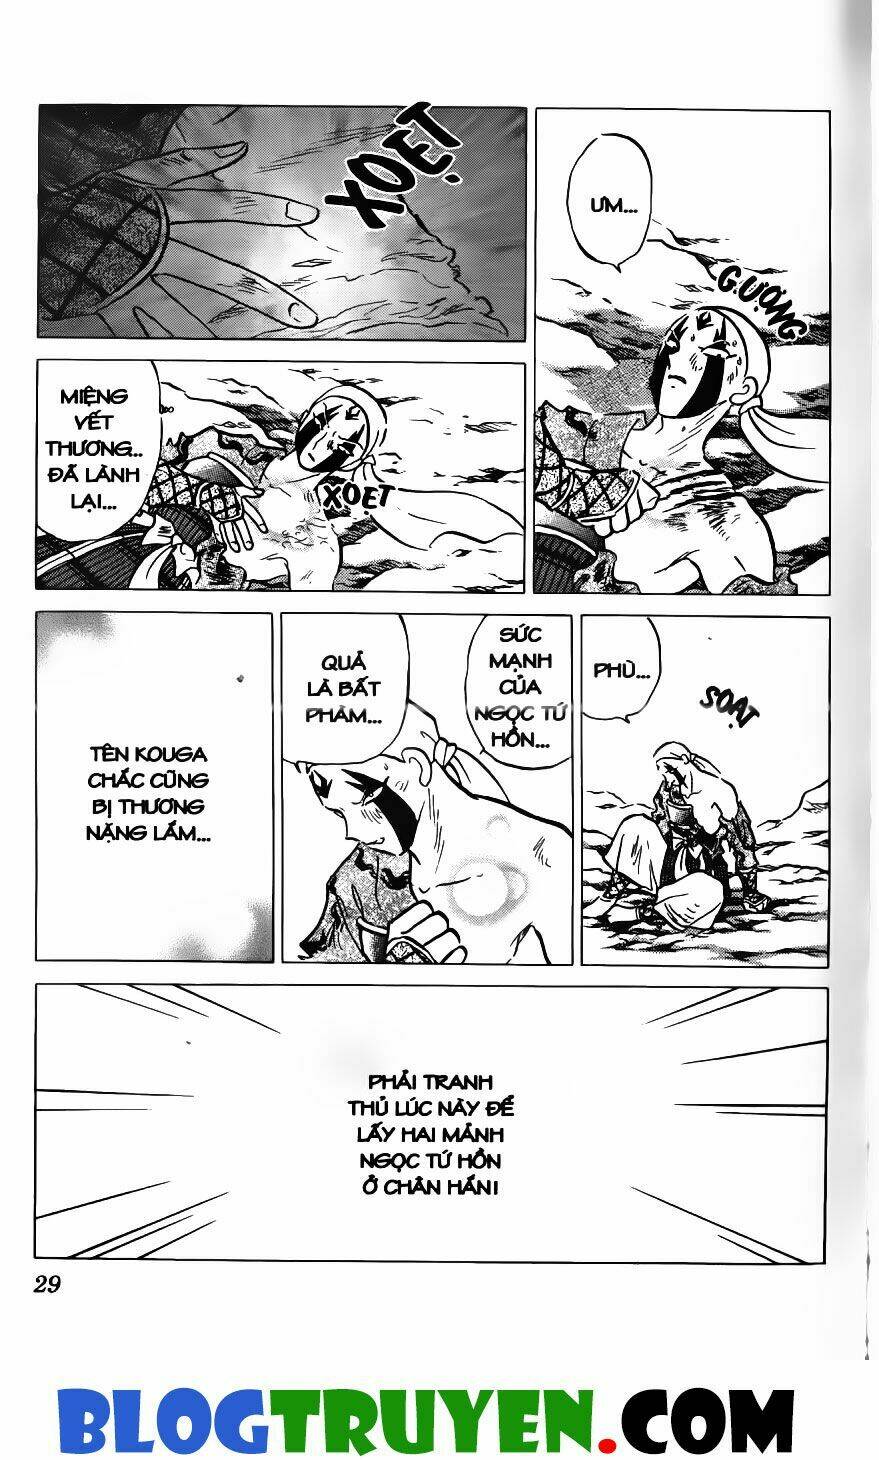 XOẸT
ƯM...
GƯỢNG
MIỆNG
VẾT
THƯƠNG..
ĐÃ LÀNH
LẠI...
XOẸT
TÊN KOUGA
CHẮC CŨNG
BỊ THƯƠNG
NẶNG LẮM...
QUẢ
LÀ BẤT
PHÀM...
SỨC
MẠNH
CỦA
NGỌC TỨ
HỒN...
PHÙ...
SOẠT
PHẢI TRANH
THỦ LÚC NÀY ĐỂ
LẤY HAI MẢNH
NGỌC TỨ HỒN
Ở CHÂN HẮN!
29
BLOGTRUYEN.COM